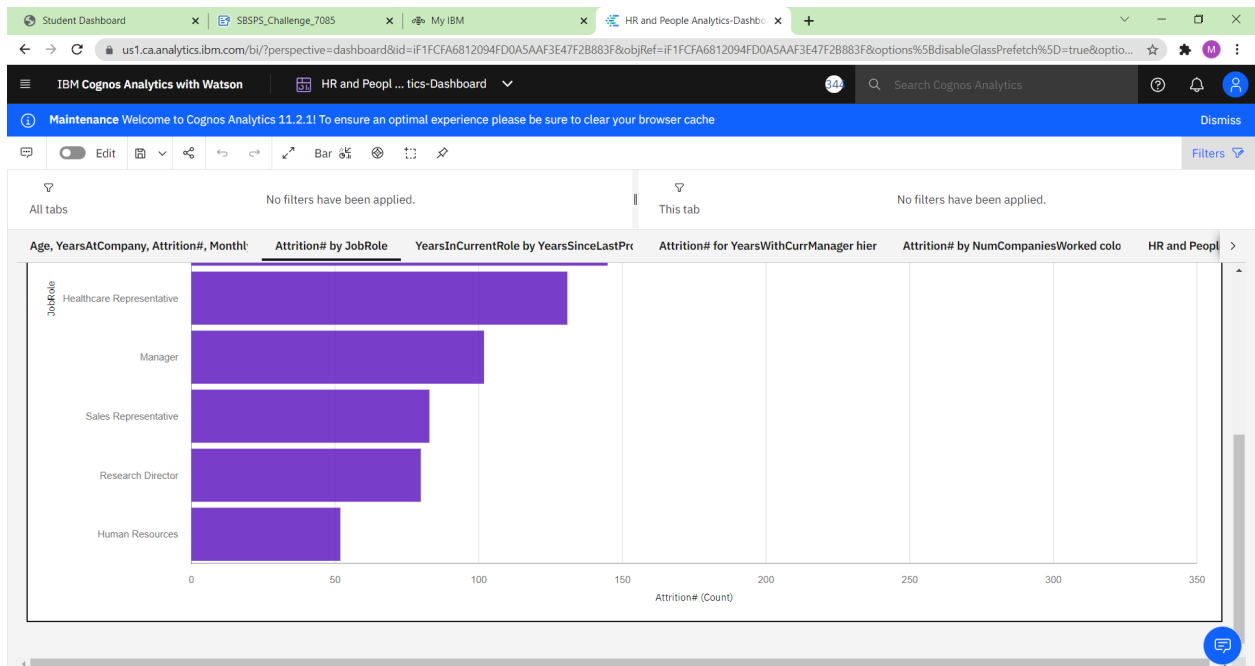 Student Dashboard
SBSPS_Challenge_7085
My IBM
HR and People Analytics-Dashbo
us1.ca.analytics.ibm.com/bi/?perspective=dashboard&id=iF1FCFA6812094FD0A5AAF3E47F2B883F&objRef=iF1FCFA6812094FD0A5AAF3E47F2B883F&options%5BdisableGlassPrefetch%5D=true&optio...
M
IBM Cognos Analytics with Watson
HR and Peopl ... tics-Dashboard
344
Search Cognos Analytics
Maintenance Welcome to Cognos Analytics 11.2.1! To ensure an optimal experience please be sure to clear your browser cache
Dismiss
Edit
Bar
Filters
All tabs
No filters have been applied.
This tab
No filters have been applied.
Age, YearsAtCompany, Attrition#, Monthl
Attrition# by JobRole
YearsInCurrentRole by YearsSinceLastPro
Attrition# for YearsWithCurrManager hier
Attrition# by NumCompaniesWorked colo
HR and Peopl
JobRole
Healthcare Representative
Manager
Sales Representative
Research Director
Human Resources
0 50 100 150 200 250 300 350
Attrition# (Count)